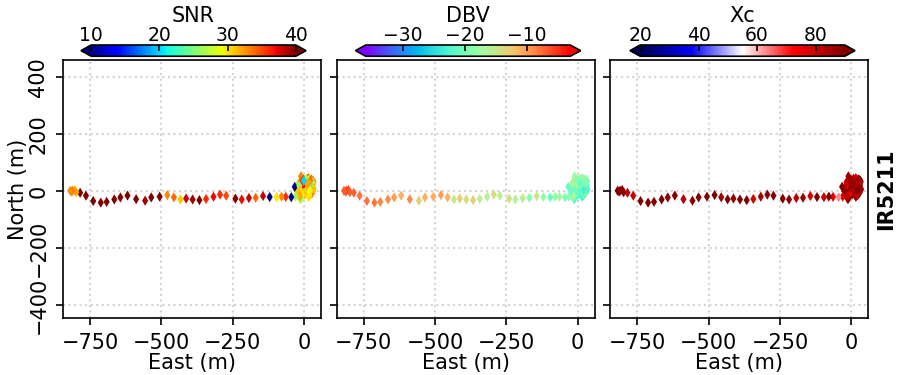 SNR DBV Xc
10 20 30 40 −30 −20 −10 20 40 60 80
400
200
0
−200
−400
North (m)
IR5211
−750 −500 −250 0 −750 −500 −250 0 −750 −500 −250 0
East (m) East (m) East (m)